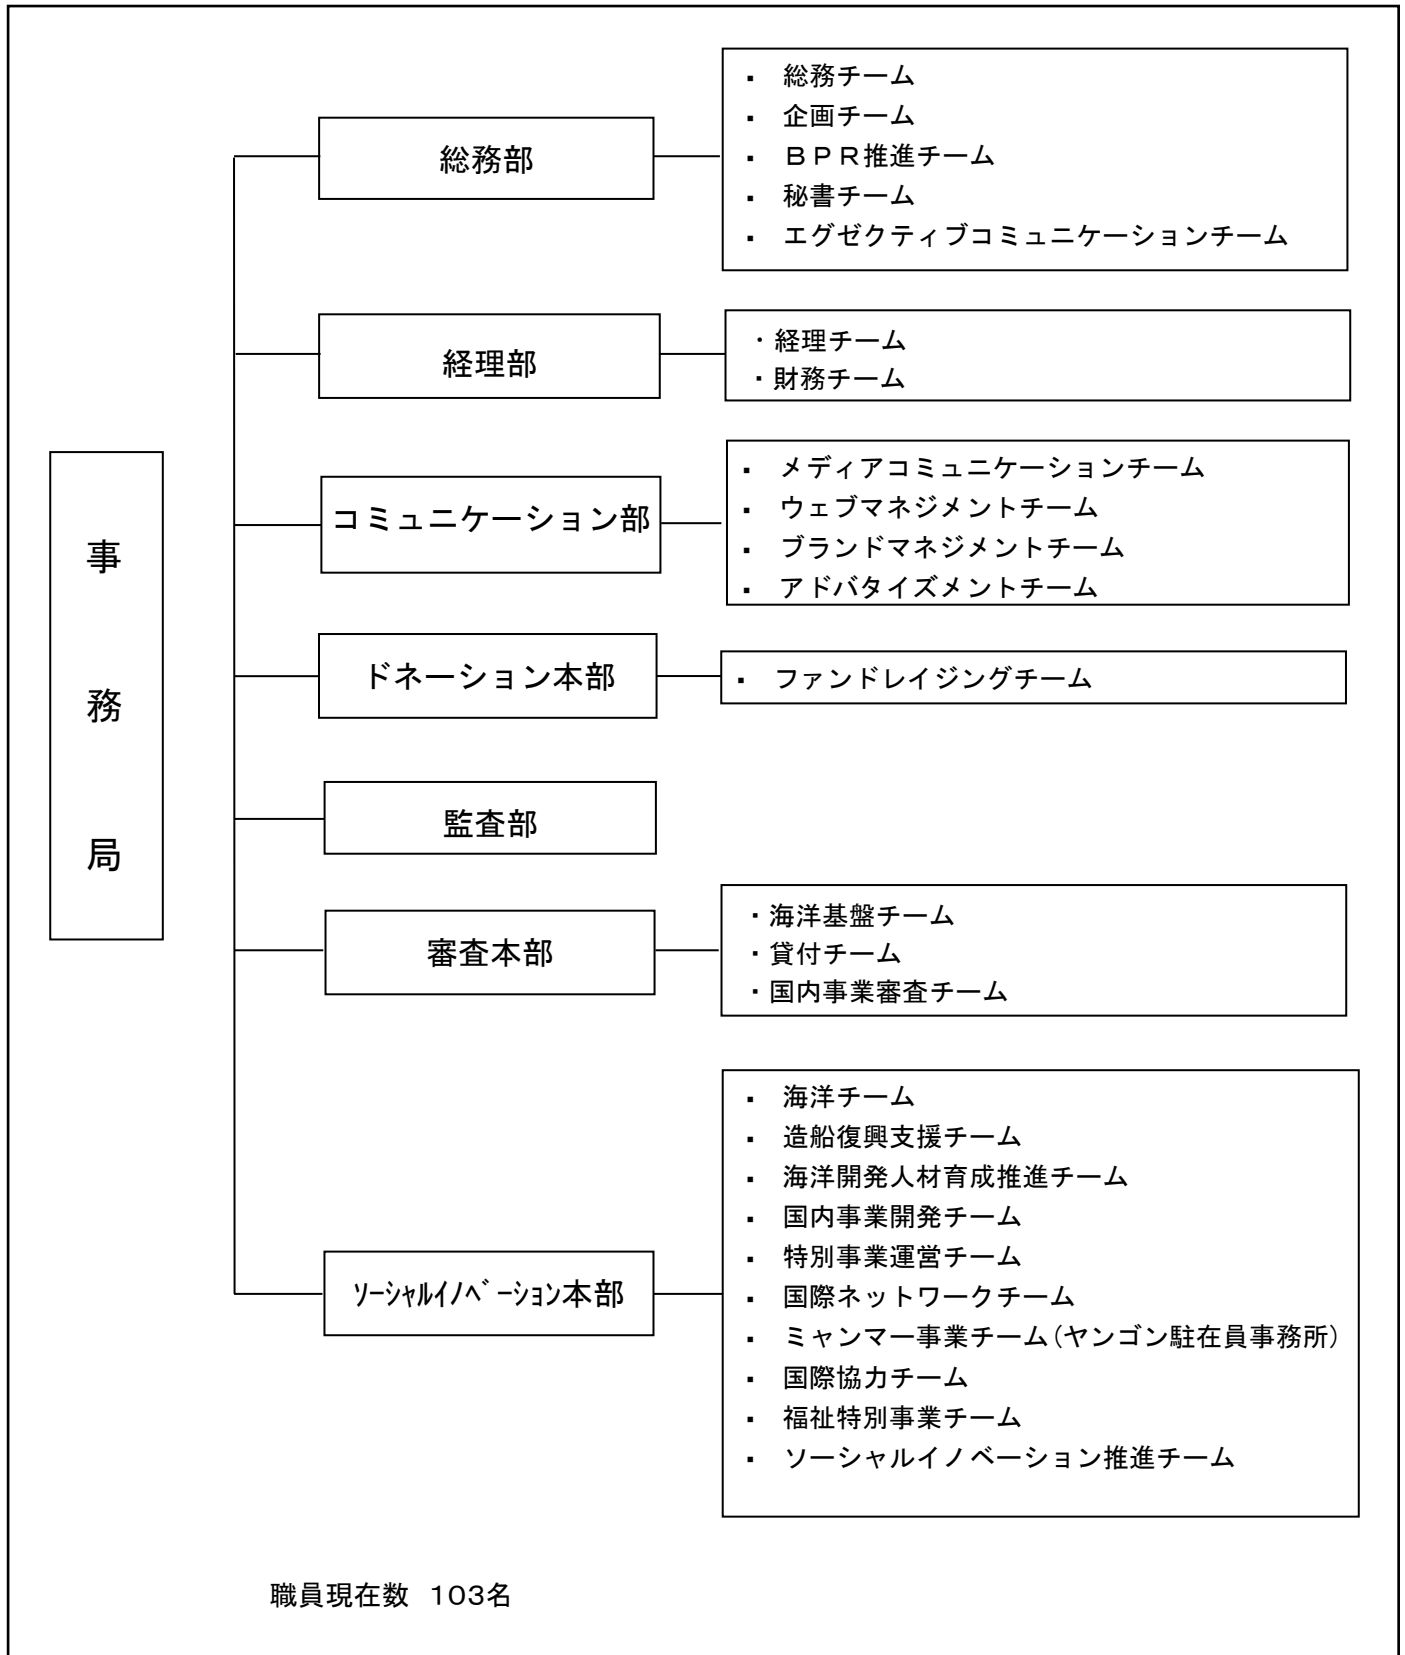 事務局
総務部
▪ 総務チーム
▪ 企画チーム
▪ ＢＰＲ推進チーム
▪ 秘書チーム
▪ エグゼクティブコミュニケーションチーム
経理部
・経理チーム
・財務チーム
コミュニケーション部
▪ メディアコミュニケーションチーム
▪ ウェブマネジメントチーム
▪ ブランドマネジメントチーム
▪ アドバタイズメントチーム
ドネーション本部
▪ ファンドレイジングチーム
監査部
審査本部
・海洋基盤チーム
・貸付チーム
・国内事業審査チーム
ｿｰｼｬﾙｲﾉﾍﾞｰｼｮﾝ本部
▪ 海洋チーム
▪ 造船復興支援チーム
▪ 海洋開発人材育成推進チーム
▪ 国内事業開発チーム
▪ 特別事業運営チーム
▪ 国際ネットワークチーム
▪ ミャンマー事業チーム（ヤンゴン駐在員事務所）
▪ 国際協力チーム
▪ 福祉特別事業チーム
▪ ソーシャルイノベーション推進チーム
職員現在数　１０３名